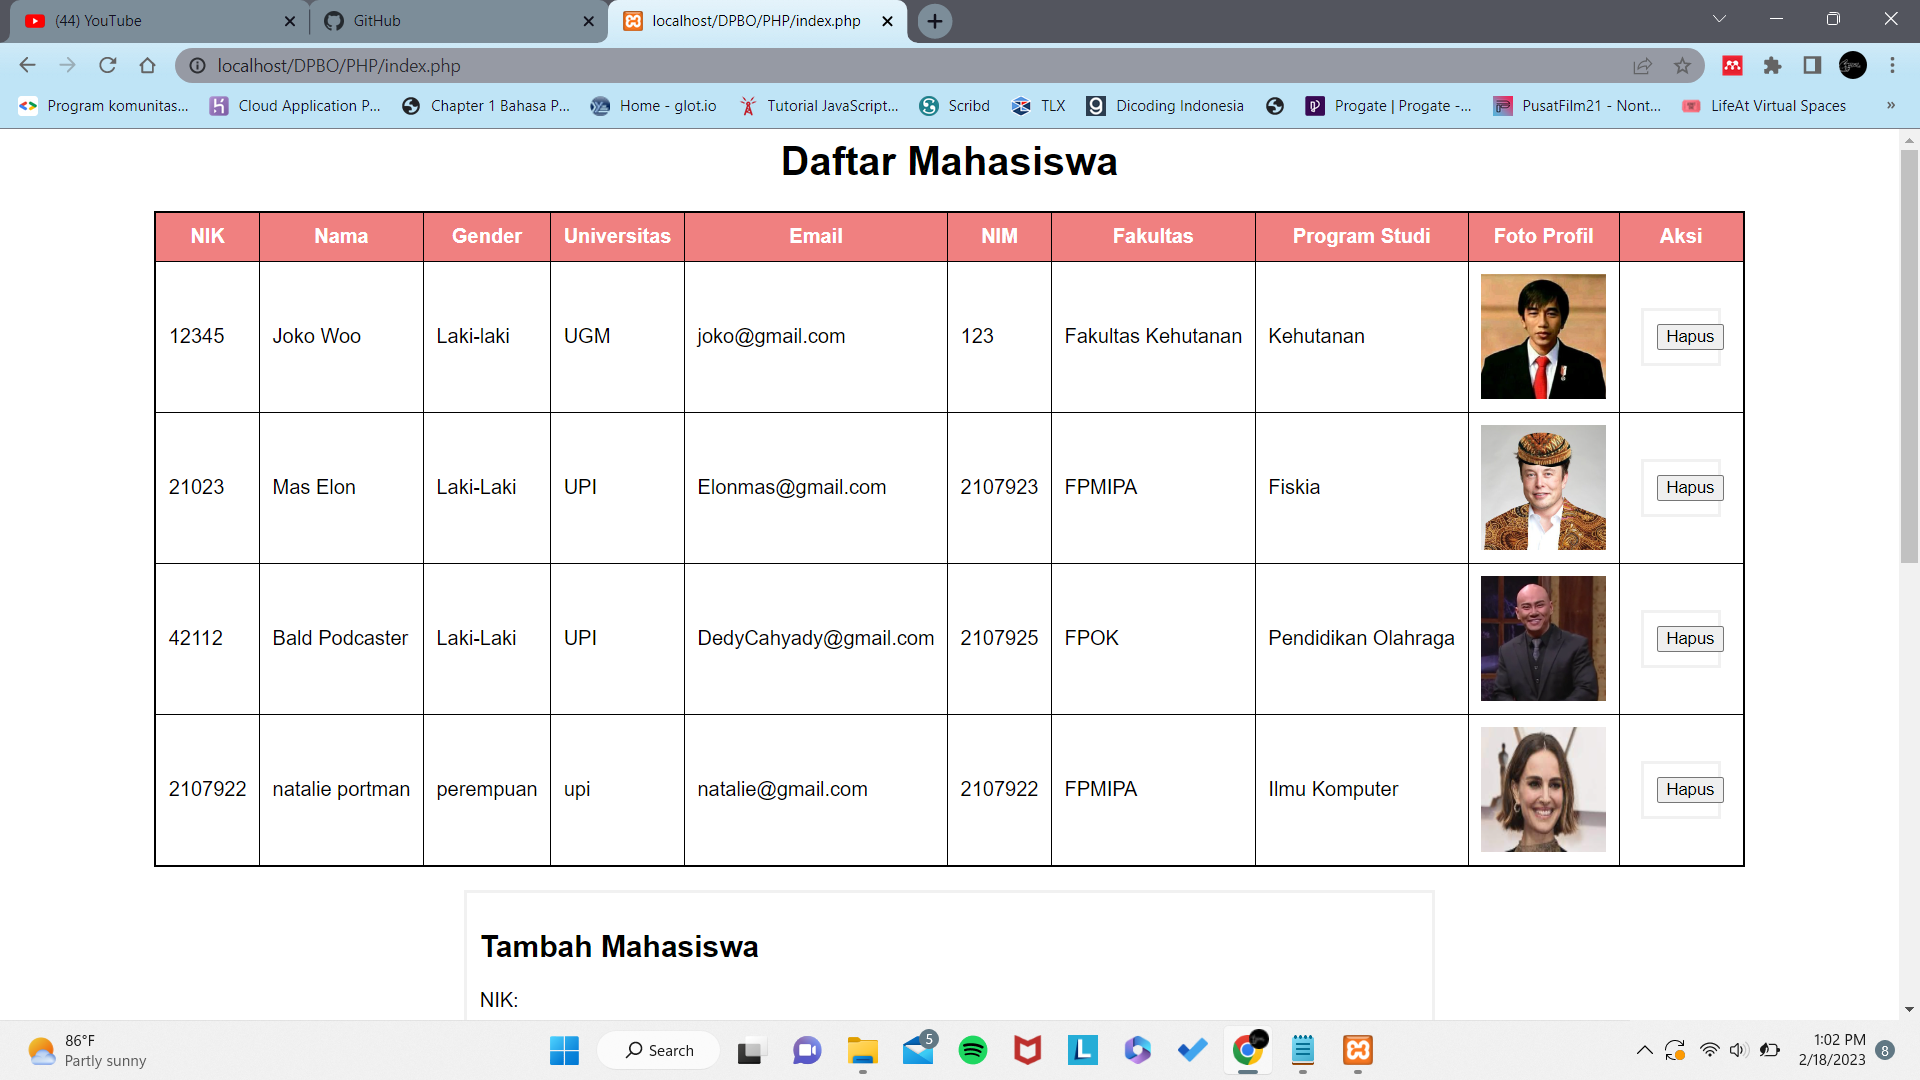 (44) YouTube
GitHub
localhost/DPBO/PHP/index.php
localhost/DPBO/PHP/index.php
Program komunitas... Cloud Application P... Chapter 1 Bahasa P... Home - glot.io Tutorial JavaScript... Scribd TLX Dicoding Indonesia Progate | Progate -... PusatFilm21 - Nont... LifeAt Virtual Spaces »
Daftar Mahasiswa
NIK Nama Gender Universitas Email NIM Fakultas Program Studi Foto Profil Aksi
12345 Joko Woo Laki-laki UGM joko@gmail.com 123 Fakultas Kehutanan Kehutanan Hapus
21023 Mas Elon Laki-Laki UPI Elonmas@gmail.com 2107923 FPMIPA Fiskia Hapus
42112 Bald Podcaster Laki-Laki UPI DedyCahyady@gmail.com 2107925 FPOK Pendidikan Olahraga Hapus
2107922 natalie portman perempuan upi natalie@gmail.com 2107922 FPMIPA Ilmu Komputer Hapus
Tambah Mahasiswa
NIK:
86°F
Partly sunny
Search
5
1:02 PM
2/18/2023
8